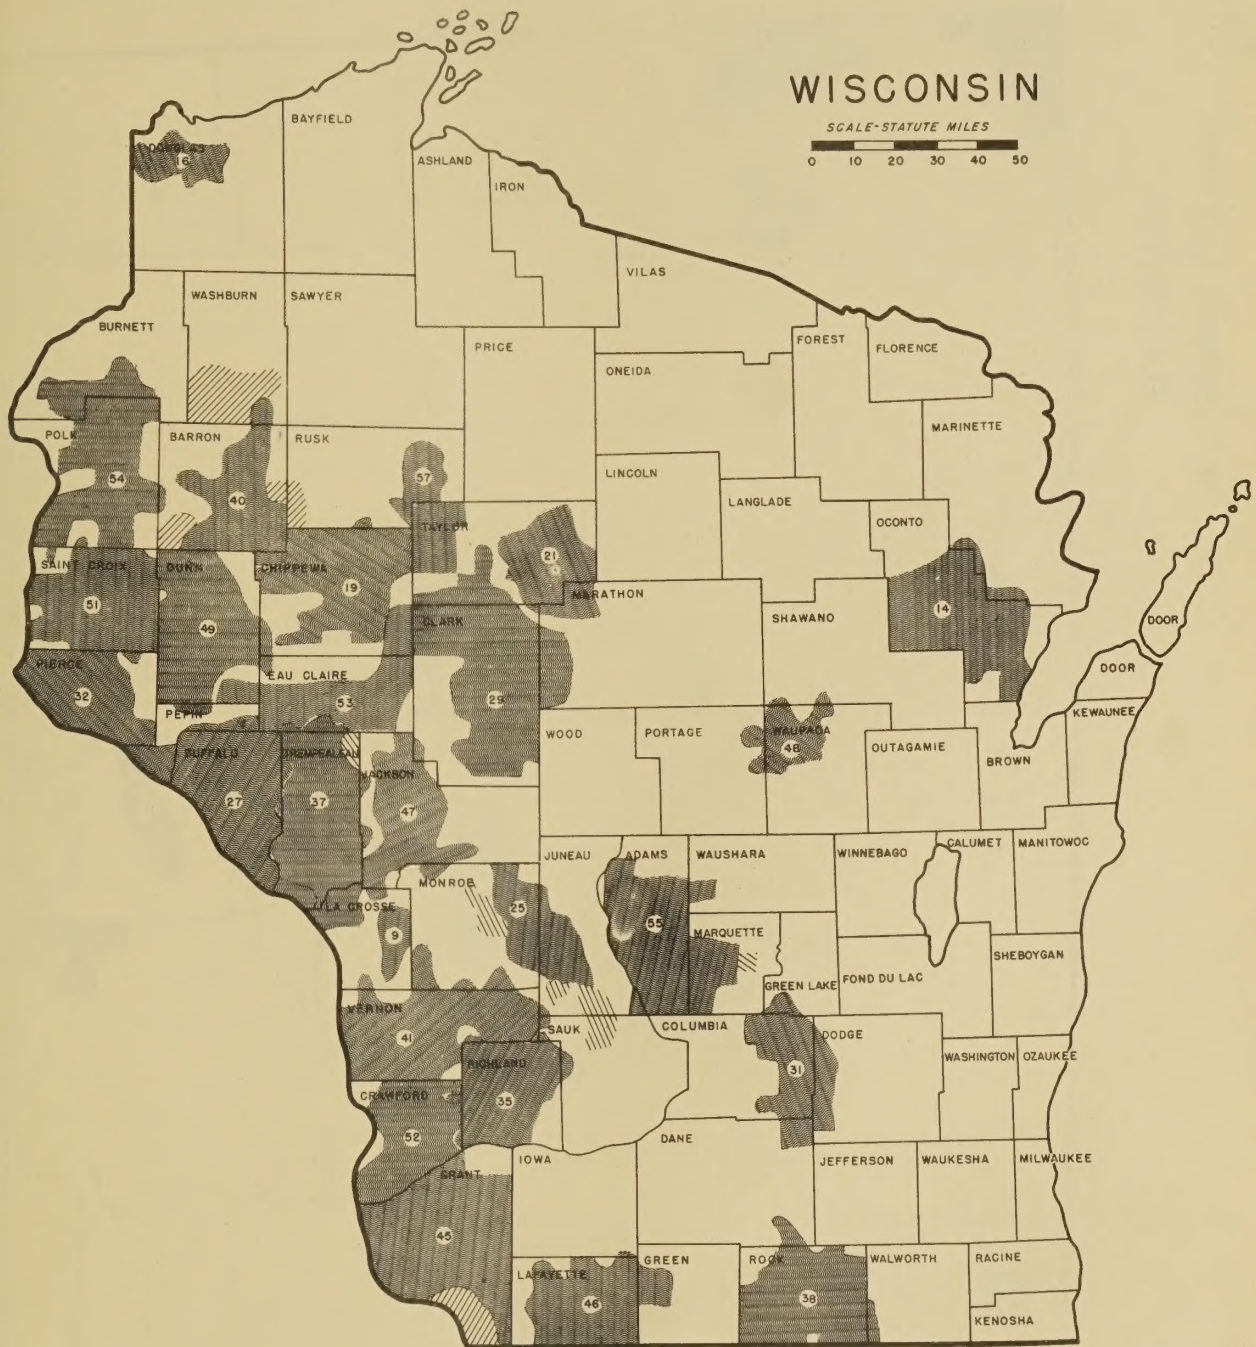 WISCONSIN
SCALE-STATUTE MILES
0 10 20 30 40 50
DOUGLAS
16
BAYFIELD
ASHLAND
IRON
VILAS
WASHBURN
SAWYER
BURNETT
PRICE
FOREST
FLORENCE
ONEIDA
MARINETTE
POLK
BARRON
RUSK
54
40
57
LINCOLN
LANGLADE
OCONTO
TAYLOR
21
SAINT CROIX
DUNN
CHIPPEWA
19
MARATHON
51
49
CLARK
SHAWANO
14
DOOR
PIERCE
32
EAU CLAIRE
53
29
DOOR
PEPIN
KEWAUNEE
BUFFALO
TREMPEALEAU
JACKSON
WOOD
PORTAGE
WAUPACA
48
OUTAGAMIE
BROWN
27
37
47
JUNEAU
ADAMS
WAUSHARA
WINNEBAGO
CALUMET
MANITOWOC
MONROE
LA CROSSE
25
9
55
MARQUETTE
GREEN LAKE
FOND DU LAC
SHEBOYGAN
VERNON
41
SAUK
COLUMBIA
DODGE
31
WASHINGTON
OZAUKEE
RICHLAND
35
CRAWFORD
52
DANE
IOWA
JEFFERSON
WAUKESHA
MILWAUKEE
GRANT
45
LAFAYETTE
46
GREEN
ROCK
38
WALWORTH
RACINE
KENOSHA